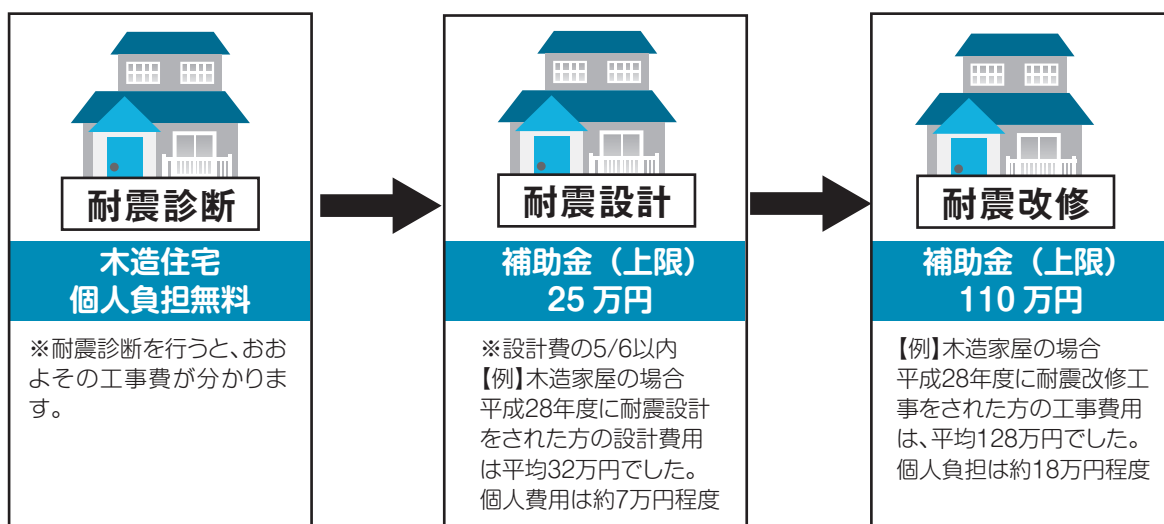 耐震診断
木造住宅
個人負担無料
※耐震診断を行うと、おお
よその工事費が分かりま
す。
耐震設計
補助金（上限）
25 万円
※設計費の5/6以内
【例】木造家屋の場合
平成28年度に耐震設計
をされた方の設計費用
は平均32万円でした。
個人費用は約7万円程度
耐震改修
補助金（上限）
110 万円
【例】木造家屋の場合
平成28年度に耐震改修工
事をされた方の工事費用
は、平均128万円でした。
個人負担は約18万円程度